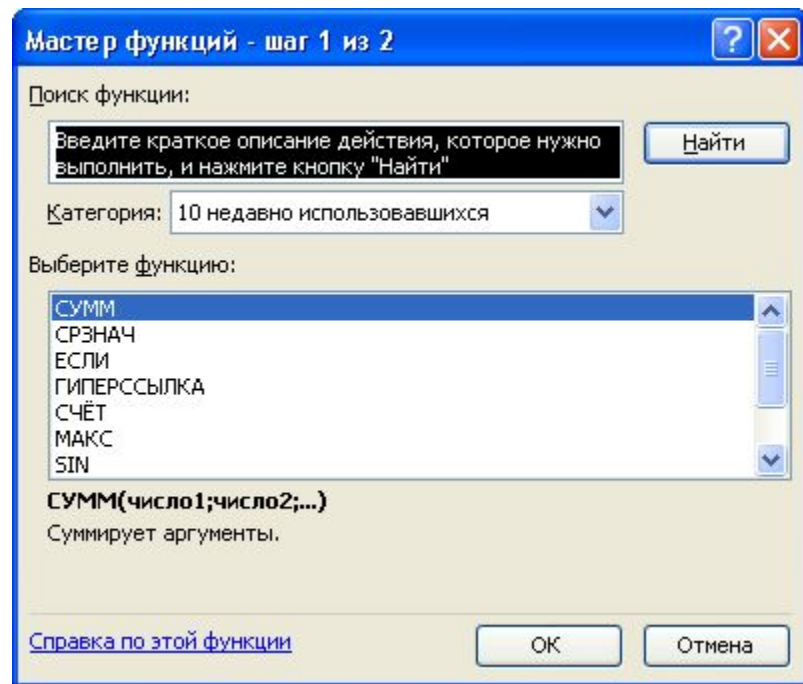 Мастер функций - шаг 1 из 2
Поиск функции:
Введите краткое описание действия, которое нужно
выполнить, и нажмите кнопку "Найти"
Найти
Категория: 10 недавно использовавшихся
Выберите функцию:
СУММ
СРЗНАЧ
ЕСЛИ
ГИПЕРССЫЛКА
СЧЁТ
МАКС
SIN
СУММ(число1;число2;...)
Суммирует аргументы.
Справка по этой функции
ОК
Отмена